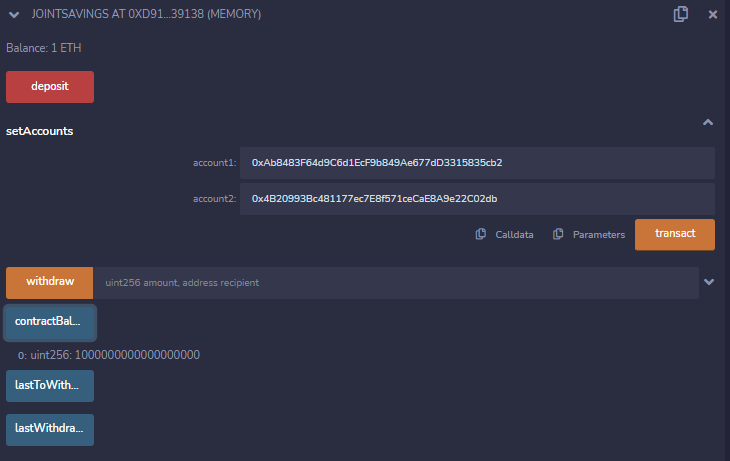 JOINTSAVINGS AT 0XD91...39138 (MEMORY)
Balance: 1 ETH
deposit
setAccounts
account1: 0xAb8483F64d9C6d1EcF9b849Ae677dD3315835cb2
account2: 0x4B20993Bc481177ec7E8f571ceCaE8A9e22C02db
Calldata Parameters transact
withdraw uint256 amount, address recipient
contractBal...
0: uint256: 1000000000000000000
lastToWith...
lastWithdra...